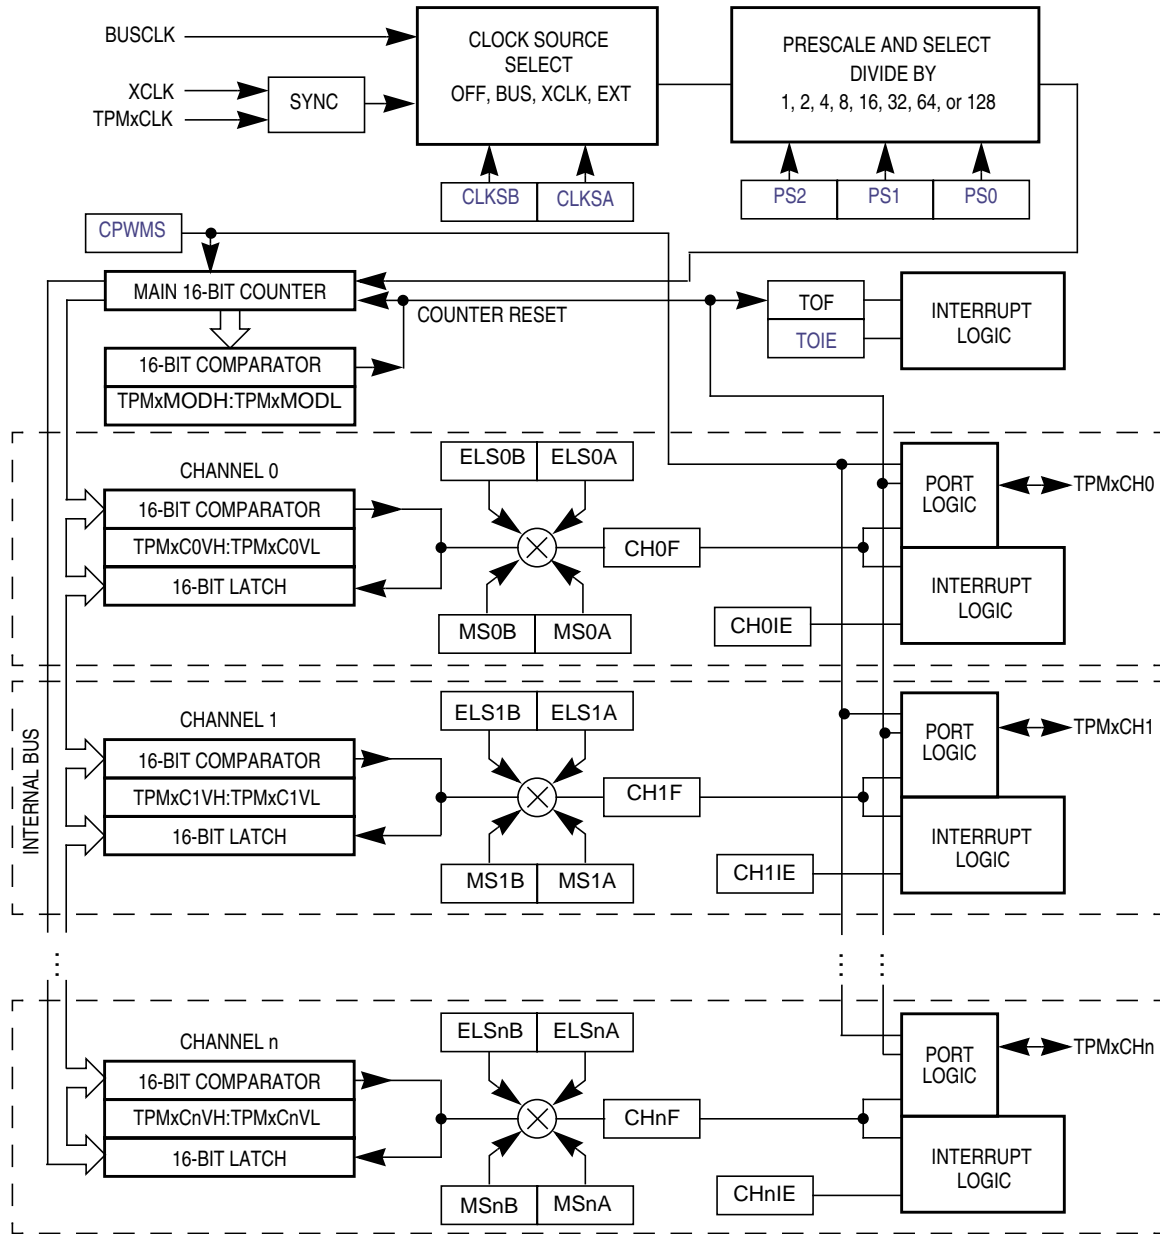 BUSCLK
XCLK
TPMxCLK
SYNC
CLOCK SOURCE
SELECT
OFF, BUS, XCLK, EXT
PRESCALE AND SELECT
DIVIDE BY
1, 2, 4, 8, 16, 32, 64, or 128
CLKSB
CLKSA
PS2
PS1
PS0
CPWMS
MAIN 16-BIT COUNTER
COUNTER RESET
16-BIT COMPARATOR
TPMxMODH:TPMxMODL
TOF
TOIE
INTERRUPT
LOGIC
INTERNAL BUS
CHANNEL 0
16-BIT COMPARATOR
TPMxC0VH:TPMxC0VL
16-BIT LATCH
ELS0B
ELS0A
MS0B
MS0A
CH0F
CH0IE
PORT
LOGIC
INTERRUPT
LOGIC
TPMxCH0
CHANNEL 1
16-BIT COMPARATOR
TPMxC1VH:TPMxC1VL
16-BIT LATCH
ELS1B
ELS1A
MS1B
MS1A
CH1F
CH1IE
PORT
LOGIC
INTERRUPT
LOGIC
TPMxCH1
...
...
...
CHANNEL n
16-BIT COMPARATOR
TPMxCnVH:TPMxCnVL
16-BIT LATCH
ELSnB
ELSnA
MSnB
MSnA
CHnF
CHnIE
PORT
LOGIC
INTERRUPT
LOGIC
TPMxCHn